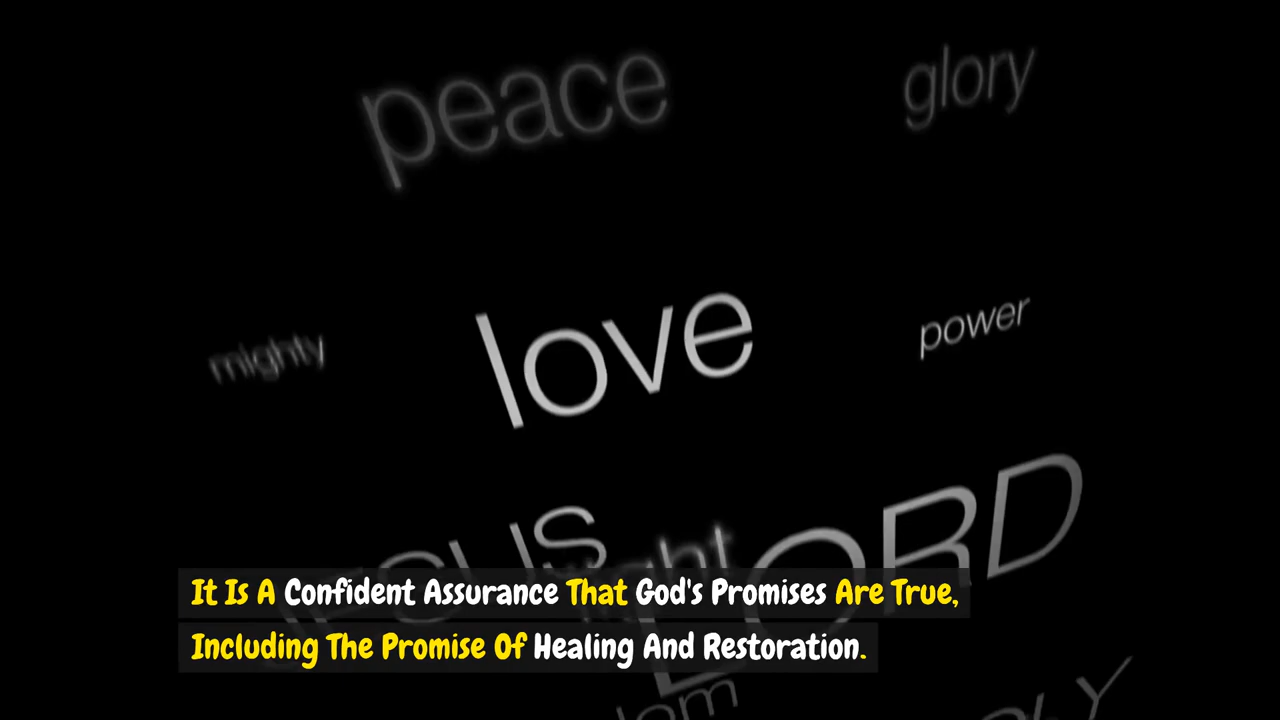 peace
glory
mighty
love
power
JESUS
LORD
It Is A Confident Assurance That God's Promises Are True,
Including The Promise Of Healing And Restoration.